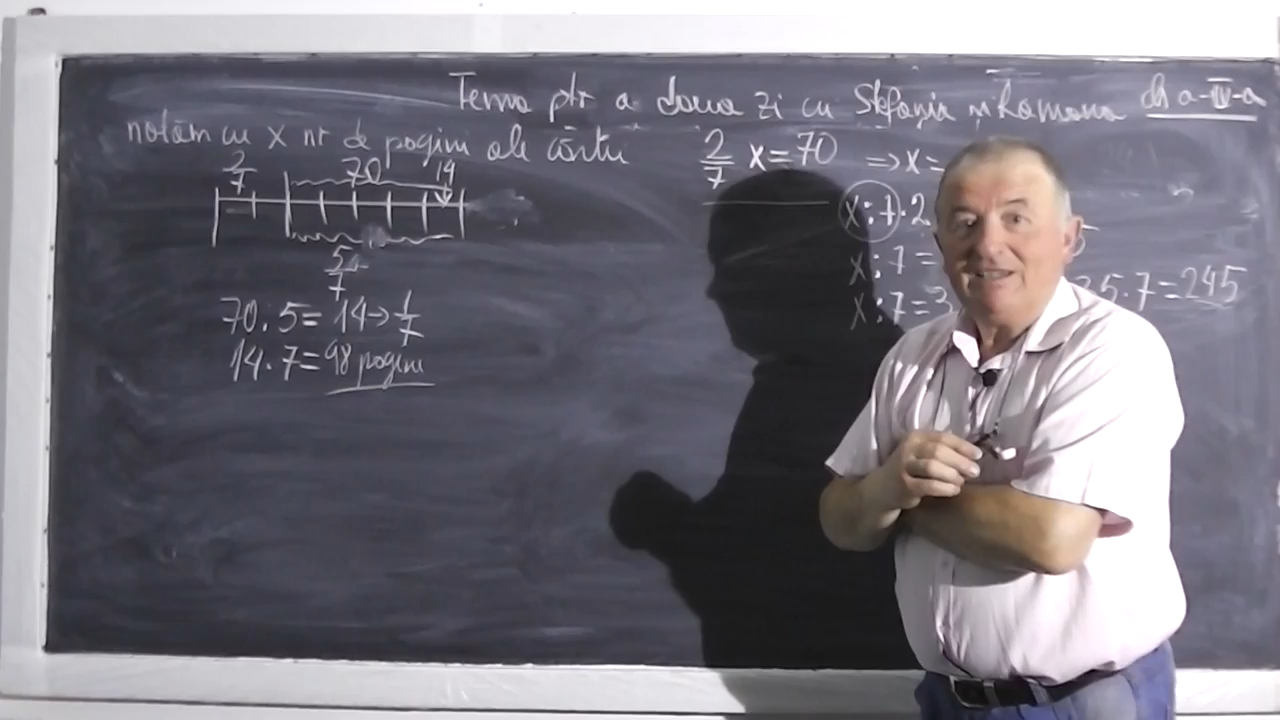 Tema ptr a doua zi cu Stefania și Ramona cls a-IV-a
notăm cu x nr de pagini ale cărții
2/7 70 14
5/7
70:5=14→1/7
14·7=98 pagini
2/7 x=70 =>x=
x:7·2
x:7=
x:7=3 35·7=245